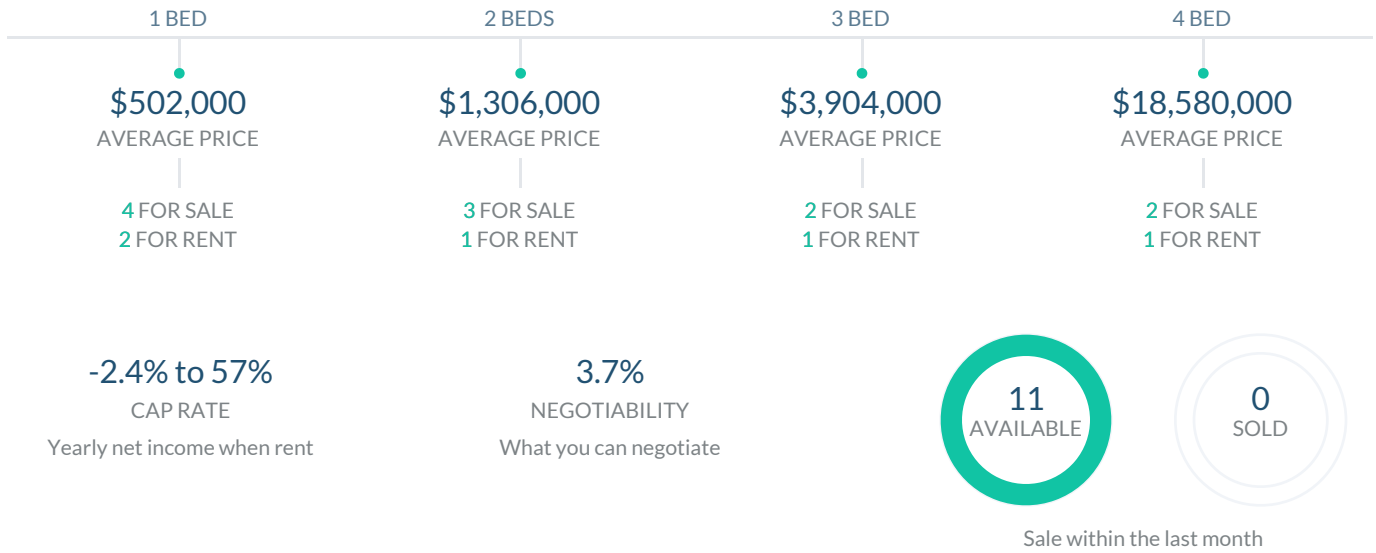 1 BED
2 BEDS
3 BED
4 BED
$502,000
AVERAGE PRICE
4 FOR SALE
2 FOR RENT
$1,306,000
AVERAGE PRICE
3 FOR SALE
1 FOR RENT
$3,904,000
AVERAGE PRICE
2 FOR SALE
1 FOR RENT
$18,580,000
AVERAGE PRICE
2 FOR SALE
1 FOR RENT
-2.4% to 57%
CAP RATE
Yearly net income when rent
3.7%
NEGOTIABILITY
What you can negotiate
11
AVAILABLE
0
SOLD
Sale within the last month